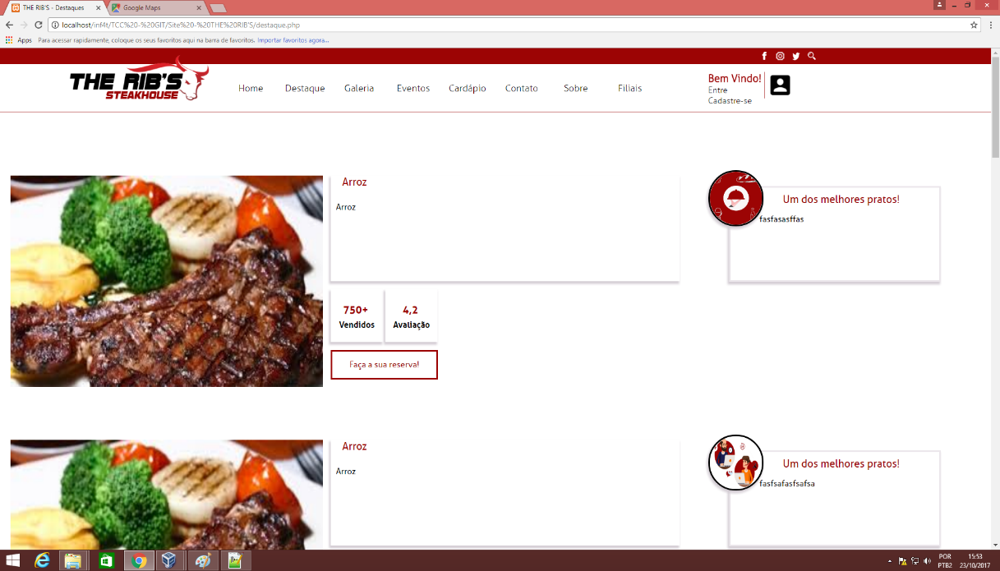 THE RIB'S - Destaques
Google Maps
localhost/inf4t/TCC%20-%20GIT/Site%20-%20THE%20RIB'S/destaque.php
Apps
Para acessar rapidamente, coloque os seus favoritos aqui na barra de favoritos. Importar favoritos agora...
THE RIB'S
STEAKHOUSE
Home
Destaque
Galeria
Eventos
Cardápio
Contato
Sobre
Filiais
Bem Vindo!
Entre
Cadastre-se
Arroz
Arroz
Um dos melhores pratos!
fasfasasffas
750+
Vendidos
4,2
Avaliação
Faça a sua reserva!
Arroz
Arroz
Um dos melhores pratos!
fasfsafasfsafsa
POR
PTB2
15:53
23/10/2017